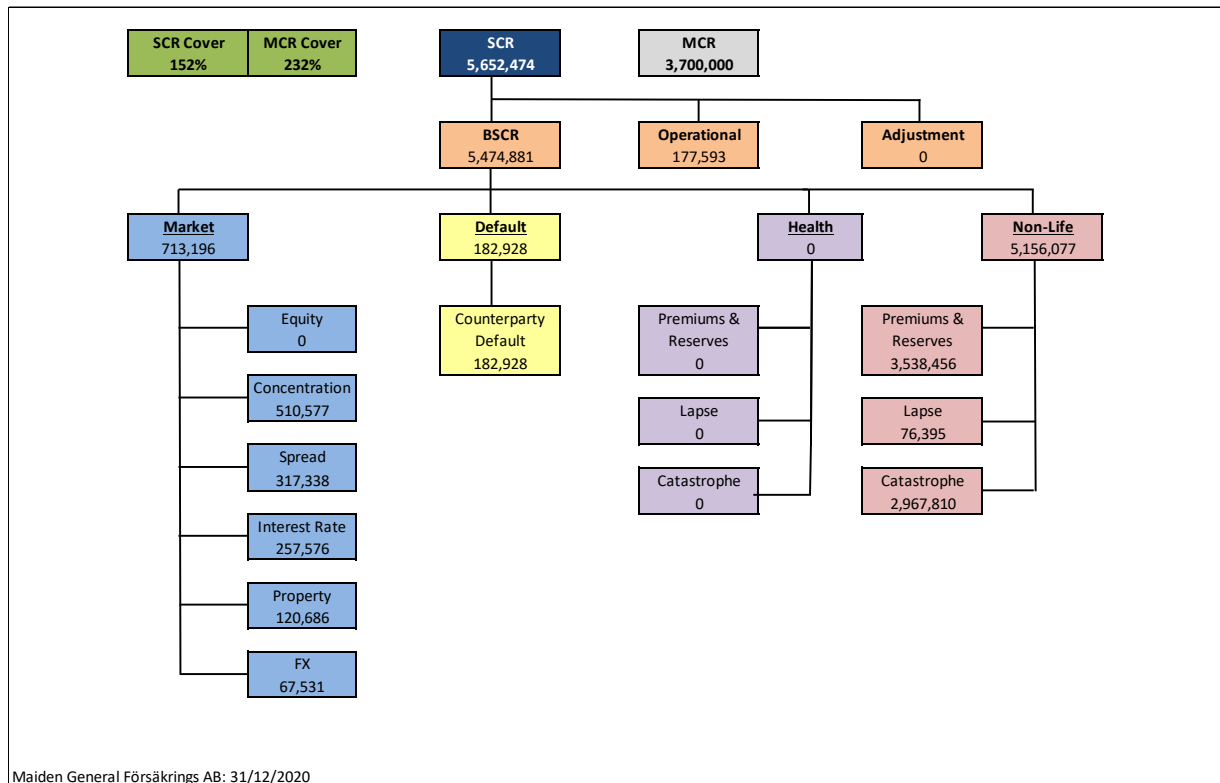 SCR Cover
152%
MCR Cover
232%
SCR
5,652,474
MCR
3,700,000
BSCR
5,474,881
Operational
177,593
Adjustment
0
Market
713,196
Default
182,928
Health
0
Non-Life
5,156,077
Equity
0
Concentration
510,577
Spread
317,338
Interest Rate
257,576
Property
120,686
FX
67,531
Counterparty
Default
182,928
Premiums &
Reserves
0
Lapse
0
Catastrophe
0
Premiums &
Reserves
3,538,456
Lapse
76,395
Catastrophe
2,967,810
Maiden General Försäkrings AB: 31/12/2020